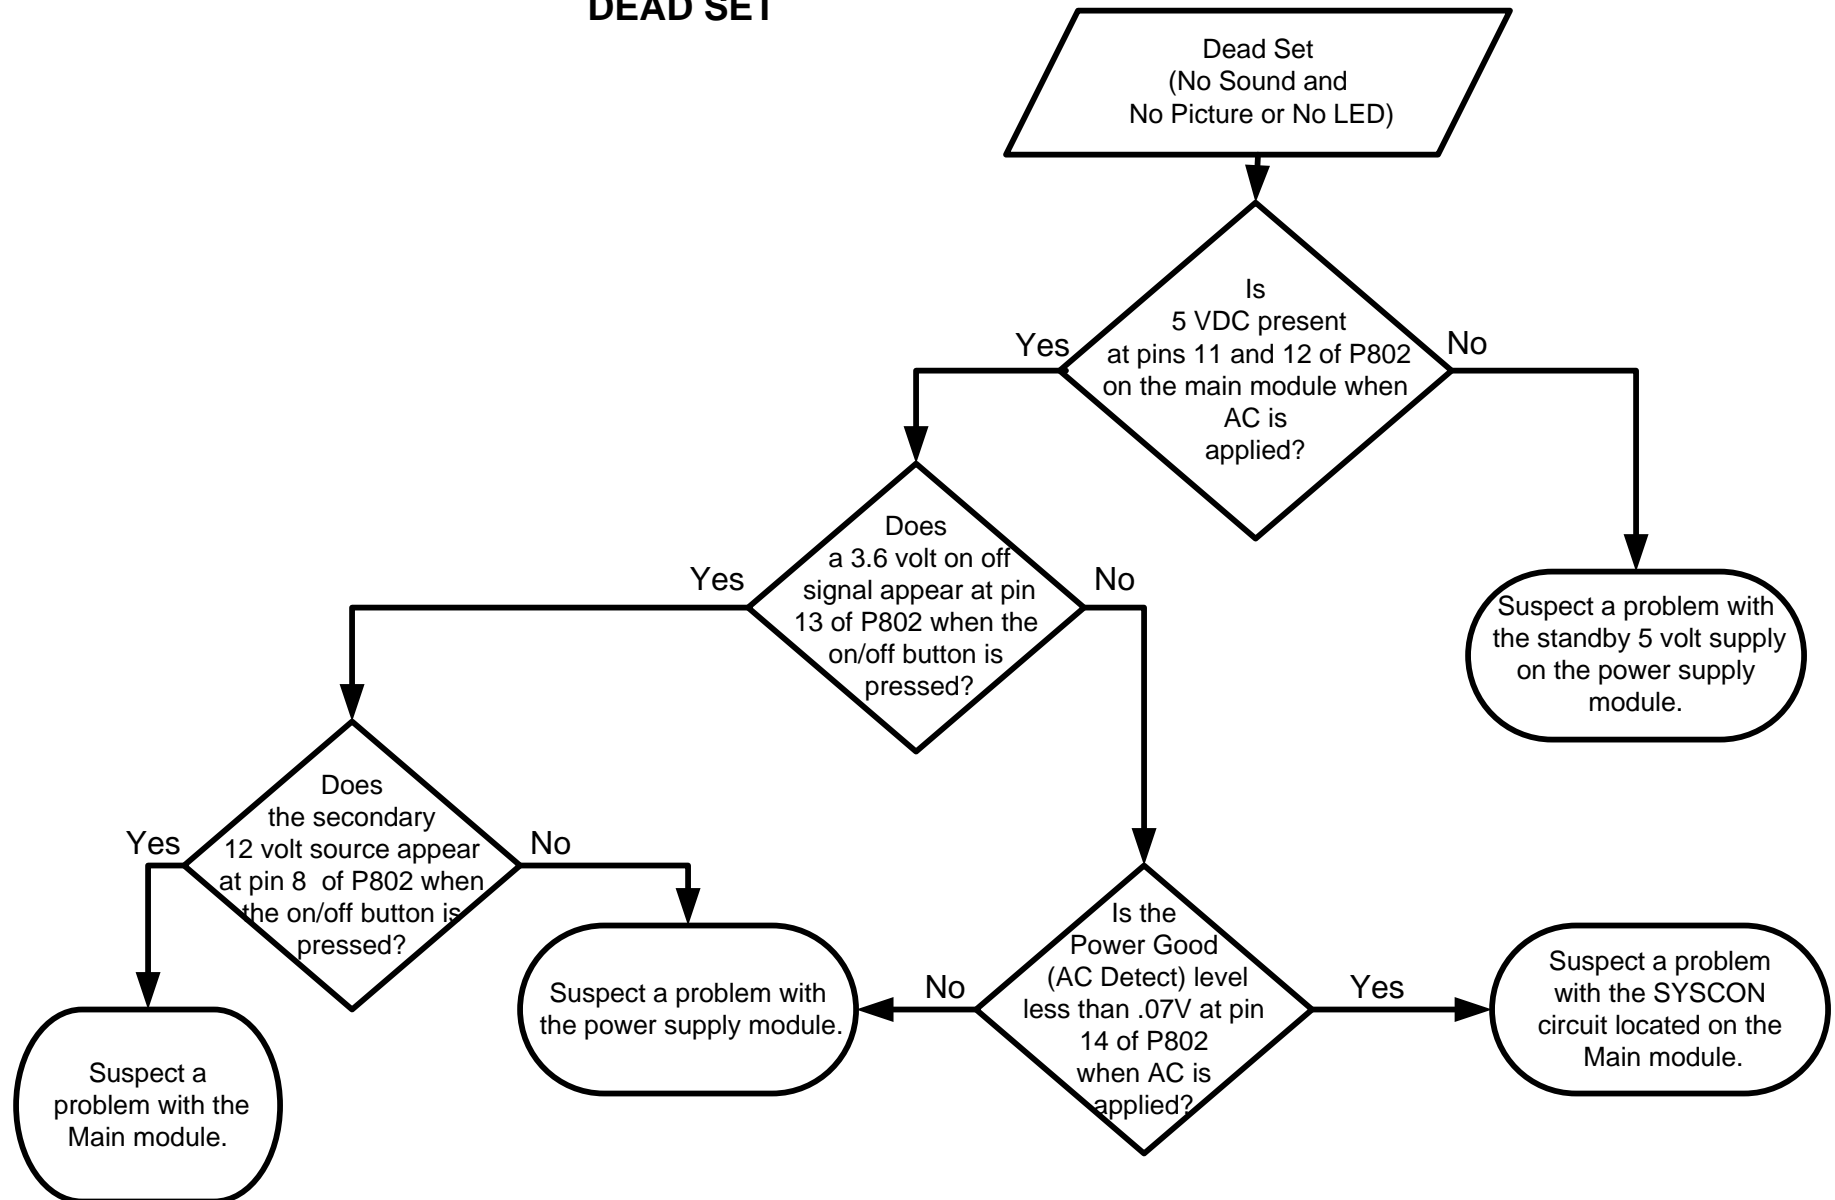 DEAD SET
Dead Set
(No Sound and
No Picture or No LED)
Is
5 VDC present
at pins 11 and 12 of P802
on the main module when
AC is
applied?
Yes
No
Does
a 3.6 volt on off
signal appear at pin
13 of P802 when the
on/off button is
pressed?
Yes
No
Suspect a problem with
the standby 5 volt supply
on the power supply
module.
Does
the secondary
12 volt source appear
at pin 8  of P802 when
the on/off button is
pressed?
Yes
No
Suspect a problem with
the power supply module.
Is the
Power Good
(AC Detect) level
less than .07V at pin
14 of P802
when AC is
applied?
No
Yes
Suspect a problem
with the SYSCON
circuit located on the
Main module.
Suspect a
problem with the
Main module.